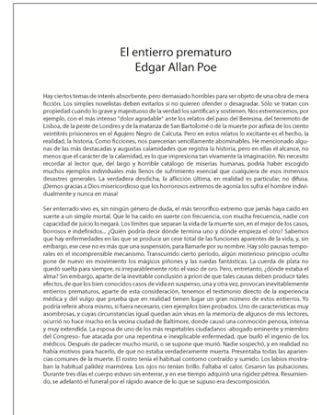 El entierro prematuro
Edgar Allan Poe
Hay ciertos temas de interés absorbente, pero demasiado horribles para ser objeto de una obra de mera
ficción. Los simples novelistas deben evitarlos si no quieren ofender o desagradar. Sólo se tratan con
propiedad cuando lo grave y majestuoso de la verdad los santifican y sostienen. Nos estremecemos, por
ejemplo, con el más intenso "dolor agradable" ante los relatos del paso del Beresina, del terremoto de
Lisboa, de la peste de Londres y de la matanza de San Bartolomé o de la muerte por asfixia de los ciento
veintitrés prisioneros en el Agujero Negro de Calcuta. Pero en estos relatos lo excitante es el hecho, la
realidad, la historia. Como ficciones, nos parecerían sencillamente abominables. He mencionado algu-
nas de las más destacadas y augustas calamidades que registra la historia, pero en ellas el alcance, no
menos que el carácter de la calamidad, es lo que impresiona tan vivamente la imaginación. No necesito
recordar al lector que, del largo y horrible catálogo de miserias humanas, podría haber escogido
muchos ejemplos individuales más llenos de sufrimiento esencial que cualquiera de esos inmensos
desastres generales. La verdadera desdicha, la aflicción última, en realidad es particular, no difusa.
¡Demos gracias a Dios misericordioso que los horrorosos extremos de agonía los sufra el hombre indivi-
dualmente y nunca en masa!
Ser enterrado vivo es, sin ningún género de duda, el más terrorífico extremo que jamás haya caído en
suerte a un simple mortal. Que le ha caído en suerte con frecuencia, con mucha frecuencia, nadie con
capacidad de juicio lo negará. Los límites que separan la vida de la muerte son, en el mejor de los casos,
borrosos e indefinidos... ¿Quién podría decir dónde termina uno y dónde empieza el otro? Sabemos
que hay enfermedades en las que se produce un cese total de las funciones aparentes de la vida, y, sin
embargo, ese cese no es más que una suspensión, para llamarle por su nombre. Hay sólo pausas tempo-
rales en el incomprensible mecanismo. Transcurrido cierto período, algún misterioso principio oculto
pone de nuevo en movimiento los mágicos piñones y las ruedas fantásticas. La cuerda de plata no
quedó suelta para siempre, ni irreparablemente roto el vaso de oro. Pero, entretanto, ¿dónde estaba el
alma? Sin embargo, aparte de la inevitable conclusión a priori de que tales causas deben producir tales
efectos, de que los bien conocidos casos de vida en suspenso, una y otra vez, provocan inevitablemente
entierros prematuros, aparte de esta consideración, tenemos el testimonio directo de la experiencia
médica y del vulgo que prueba que en realidad tienen lugar un gran número de estos entierros. Yo
podría referir ahora mismo, si fuera necesario, cien ejemplos bien probados. Uno de características muy
asombrosas, y cuyas circunstancias igual quedan aún vivas en la memoria de algunos de mis lectores,
ocurrió no hace mucho en la vecina ciudad de Baltimore, donde causó una conmoción penosa, intensa
y muy extendida. La esposa de uno de los más respetables ciudadanos -abogado eminente y miembro
del Congreso- fue atacada por una repentina e inexplicable enfermedad, que burló el ingenio de los
médicos. Después de padecer mucho murió, o se supone que murió. Nadie sospechó, y en realidad no
había motivos para hacerlo, de que no estaba verdaderamente muerta. Presentaba todas las aparien-
cias comunes de la muerte. El rostro tenía el habitual contorno contraído y sumido. Los labios mostra-
ban la habitual palidez marmórea. Los ojos no tenían brillo. Faltaba el calor. Cesaron las pulsaciones.
Durante tres días el cuerpo estuvo sin enterrar, y en ese tiempo adquirió una rigidez pétrea. Resumien-
do, se adelantó el funeral por el rápido avance de lo que se supuso era descomposición.